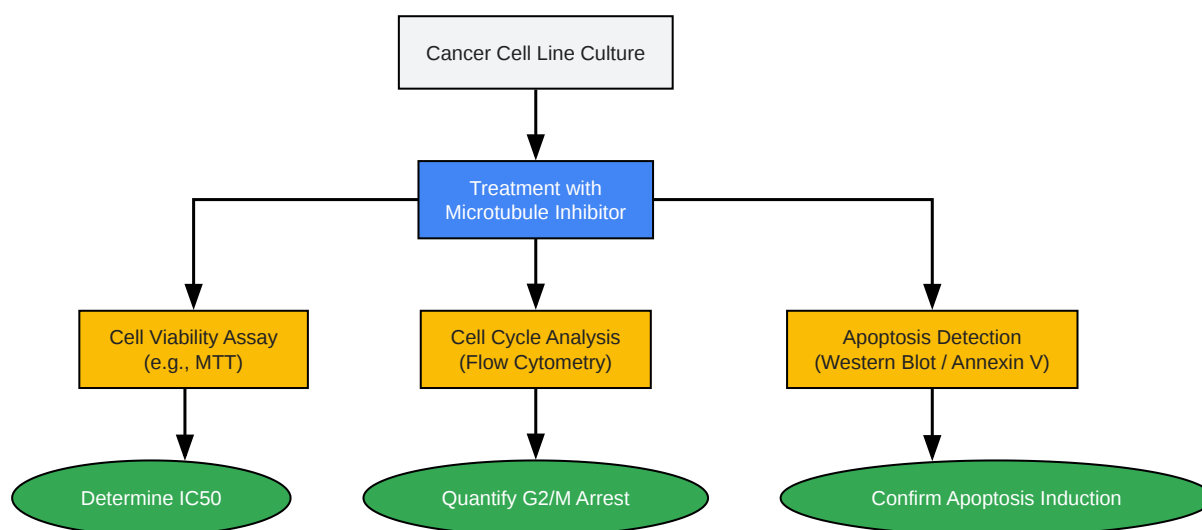 Cancer Cell Line Culture
Treatment with
Microtubule Inhibitor
Cell Viability Assay
(e.g., MTT)
Cell Cycle Analysis
(Flow Cytometry)
Apoptosis Detection
(Western Blot / Annexin V)
Determine IC50
Quantify G2/M Arrest
Confirm Apoptosis Induction